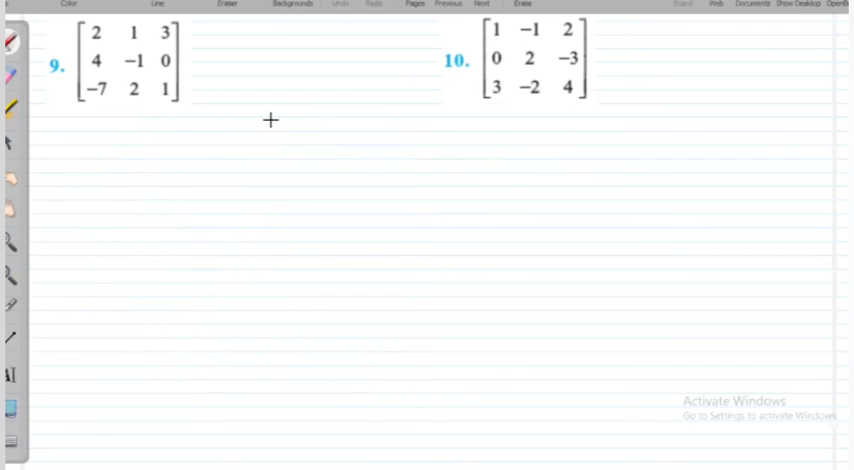 Color Line Eraser Backgrounds Undo Redo Pages Previous Next Erase Board Web Documents Show Desktop
9. 2 1 3
4 −1 0
−7 2 1
10. 1 −1 2
0 2 −3
3 −2 4
AI
Activate Windows
Go to Settings to activate Windows.